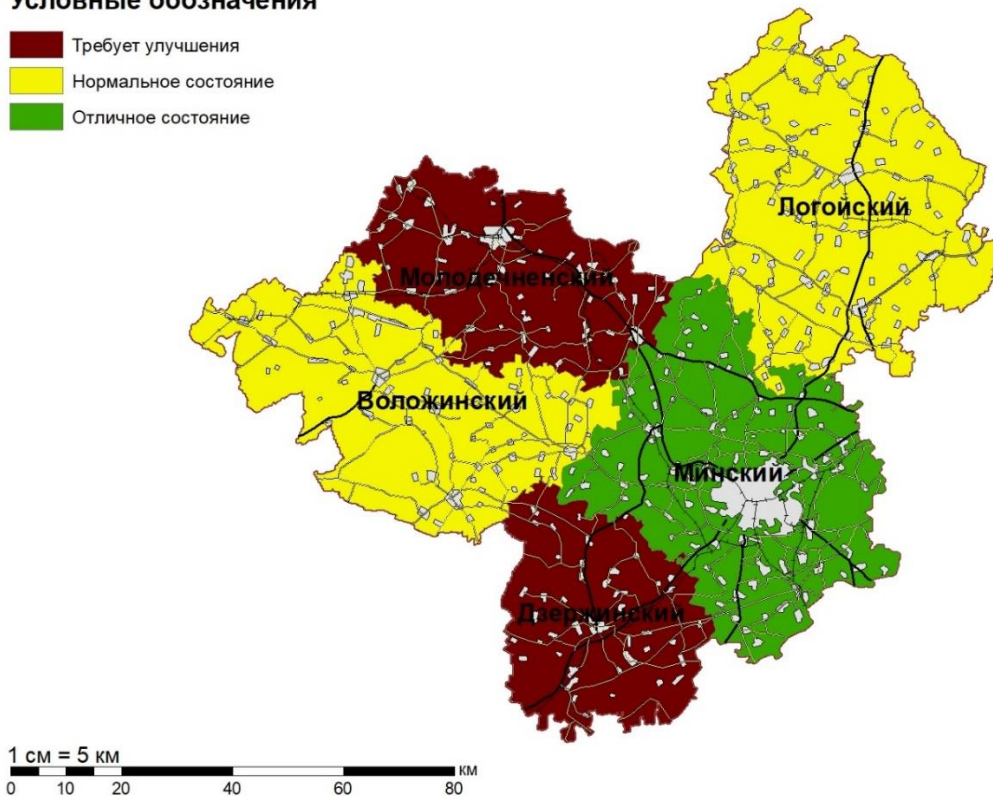 Условные обозначения
Требует улучшения
Нормальное состояние
Отличное состояние
Логойский
Молодечненский
Воложинский
Минский
Дзержинский
1 см = 5 км
км
0 10 20 40 60 80